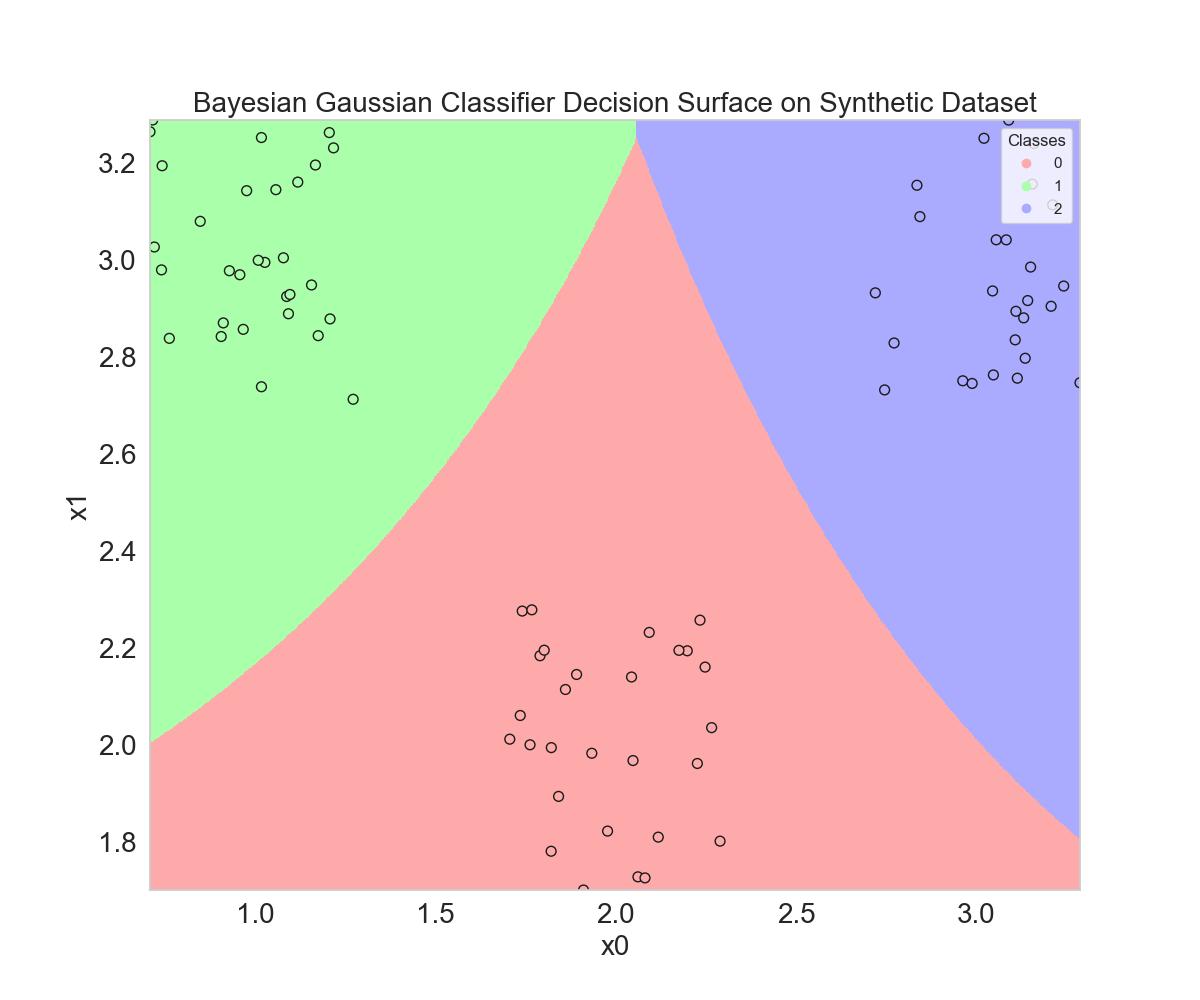 Bayesian Gaussian Classifier Decision Surface on Synthetic Dataset
Classes
0
1
2
3.2
3.0
2.8
2.6
2.4
2.2
2.0
1.8
x1
1.0 1.5 2.0 2.5 3.0
x0